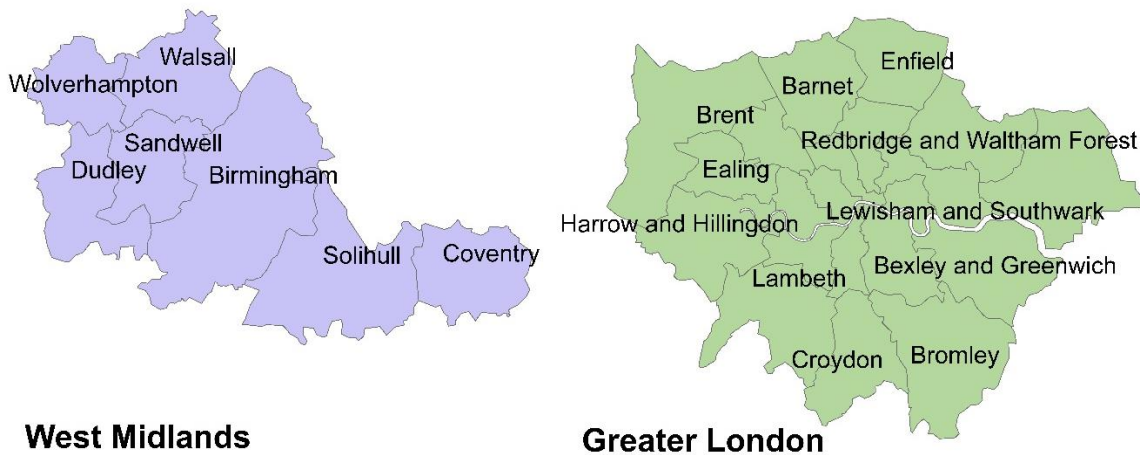 Walsall
Wolverhampton
Sandwell
Dudley
Birmingham
Solihull
Coventry
West Midlands
Enfield
Barnet
Brent
Redbridge and Waltham Forest
Ealing
Lewisham and Southwark
Harrow and Hillingdon
Bexley and Greenwich
Lambeth
Croydon
Bromley
Greater London